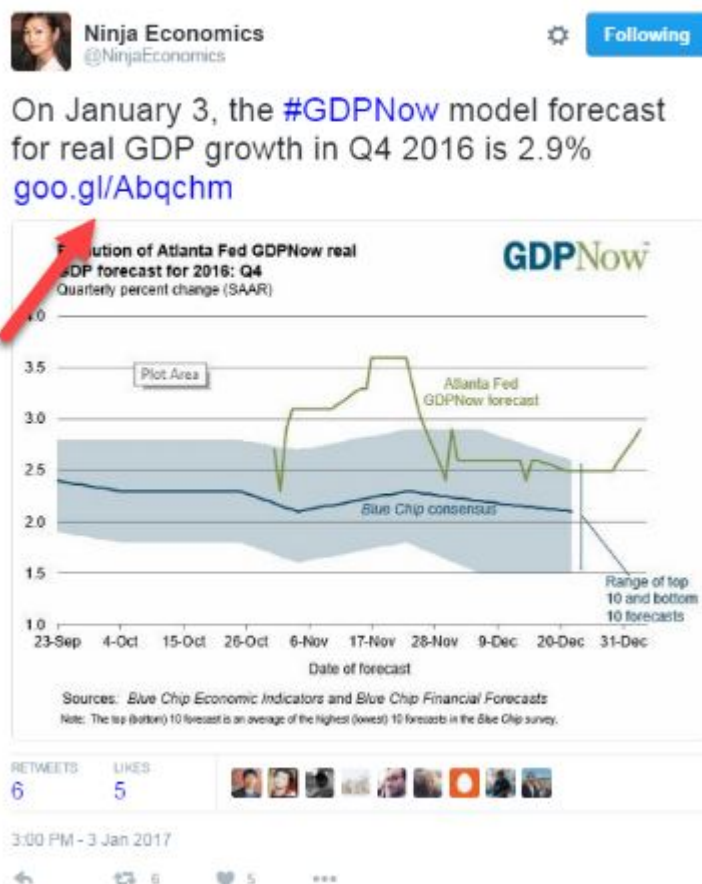 Ninja Economics
@NinjaEconomics
Following
On January 3, the #GDPNow model forecast
for real GDP growth in Q4 2016 is 2.9%
goo.gl/Abqchm
ution of Atlanta Fed GDPNow real
DP forecast for 2016: Q4
Quarterly percent change (SAAR)
GDPNow
.0
3.5
3.0
2.5
2.0
1.5
1.0
Plot Area
Atlanta Fed
GDPNow forecast
Blue Chip consensus
Range of top
10 and bottom
10 forecasts
23-Sep 4-Oct 15-Oct 26-Oct 6-Nov 17-Nov 28-Nov 9-Dec 20-Dec 31-Dec
Date of forecast
Sources: Blue Chip Economic Indicators and Blue Chip Financial Forecasts
Note: The top (bottom) 10 forecast is an average of the highest (lowest) 10 forecasts in the Blue Chip survey.
RETWEETS LIKES
6 5
3:00 PM - 3 Jan 2017
6 5